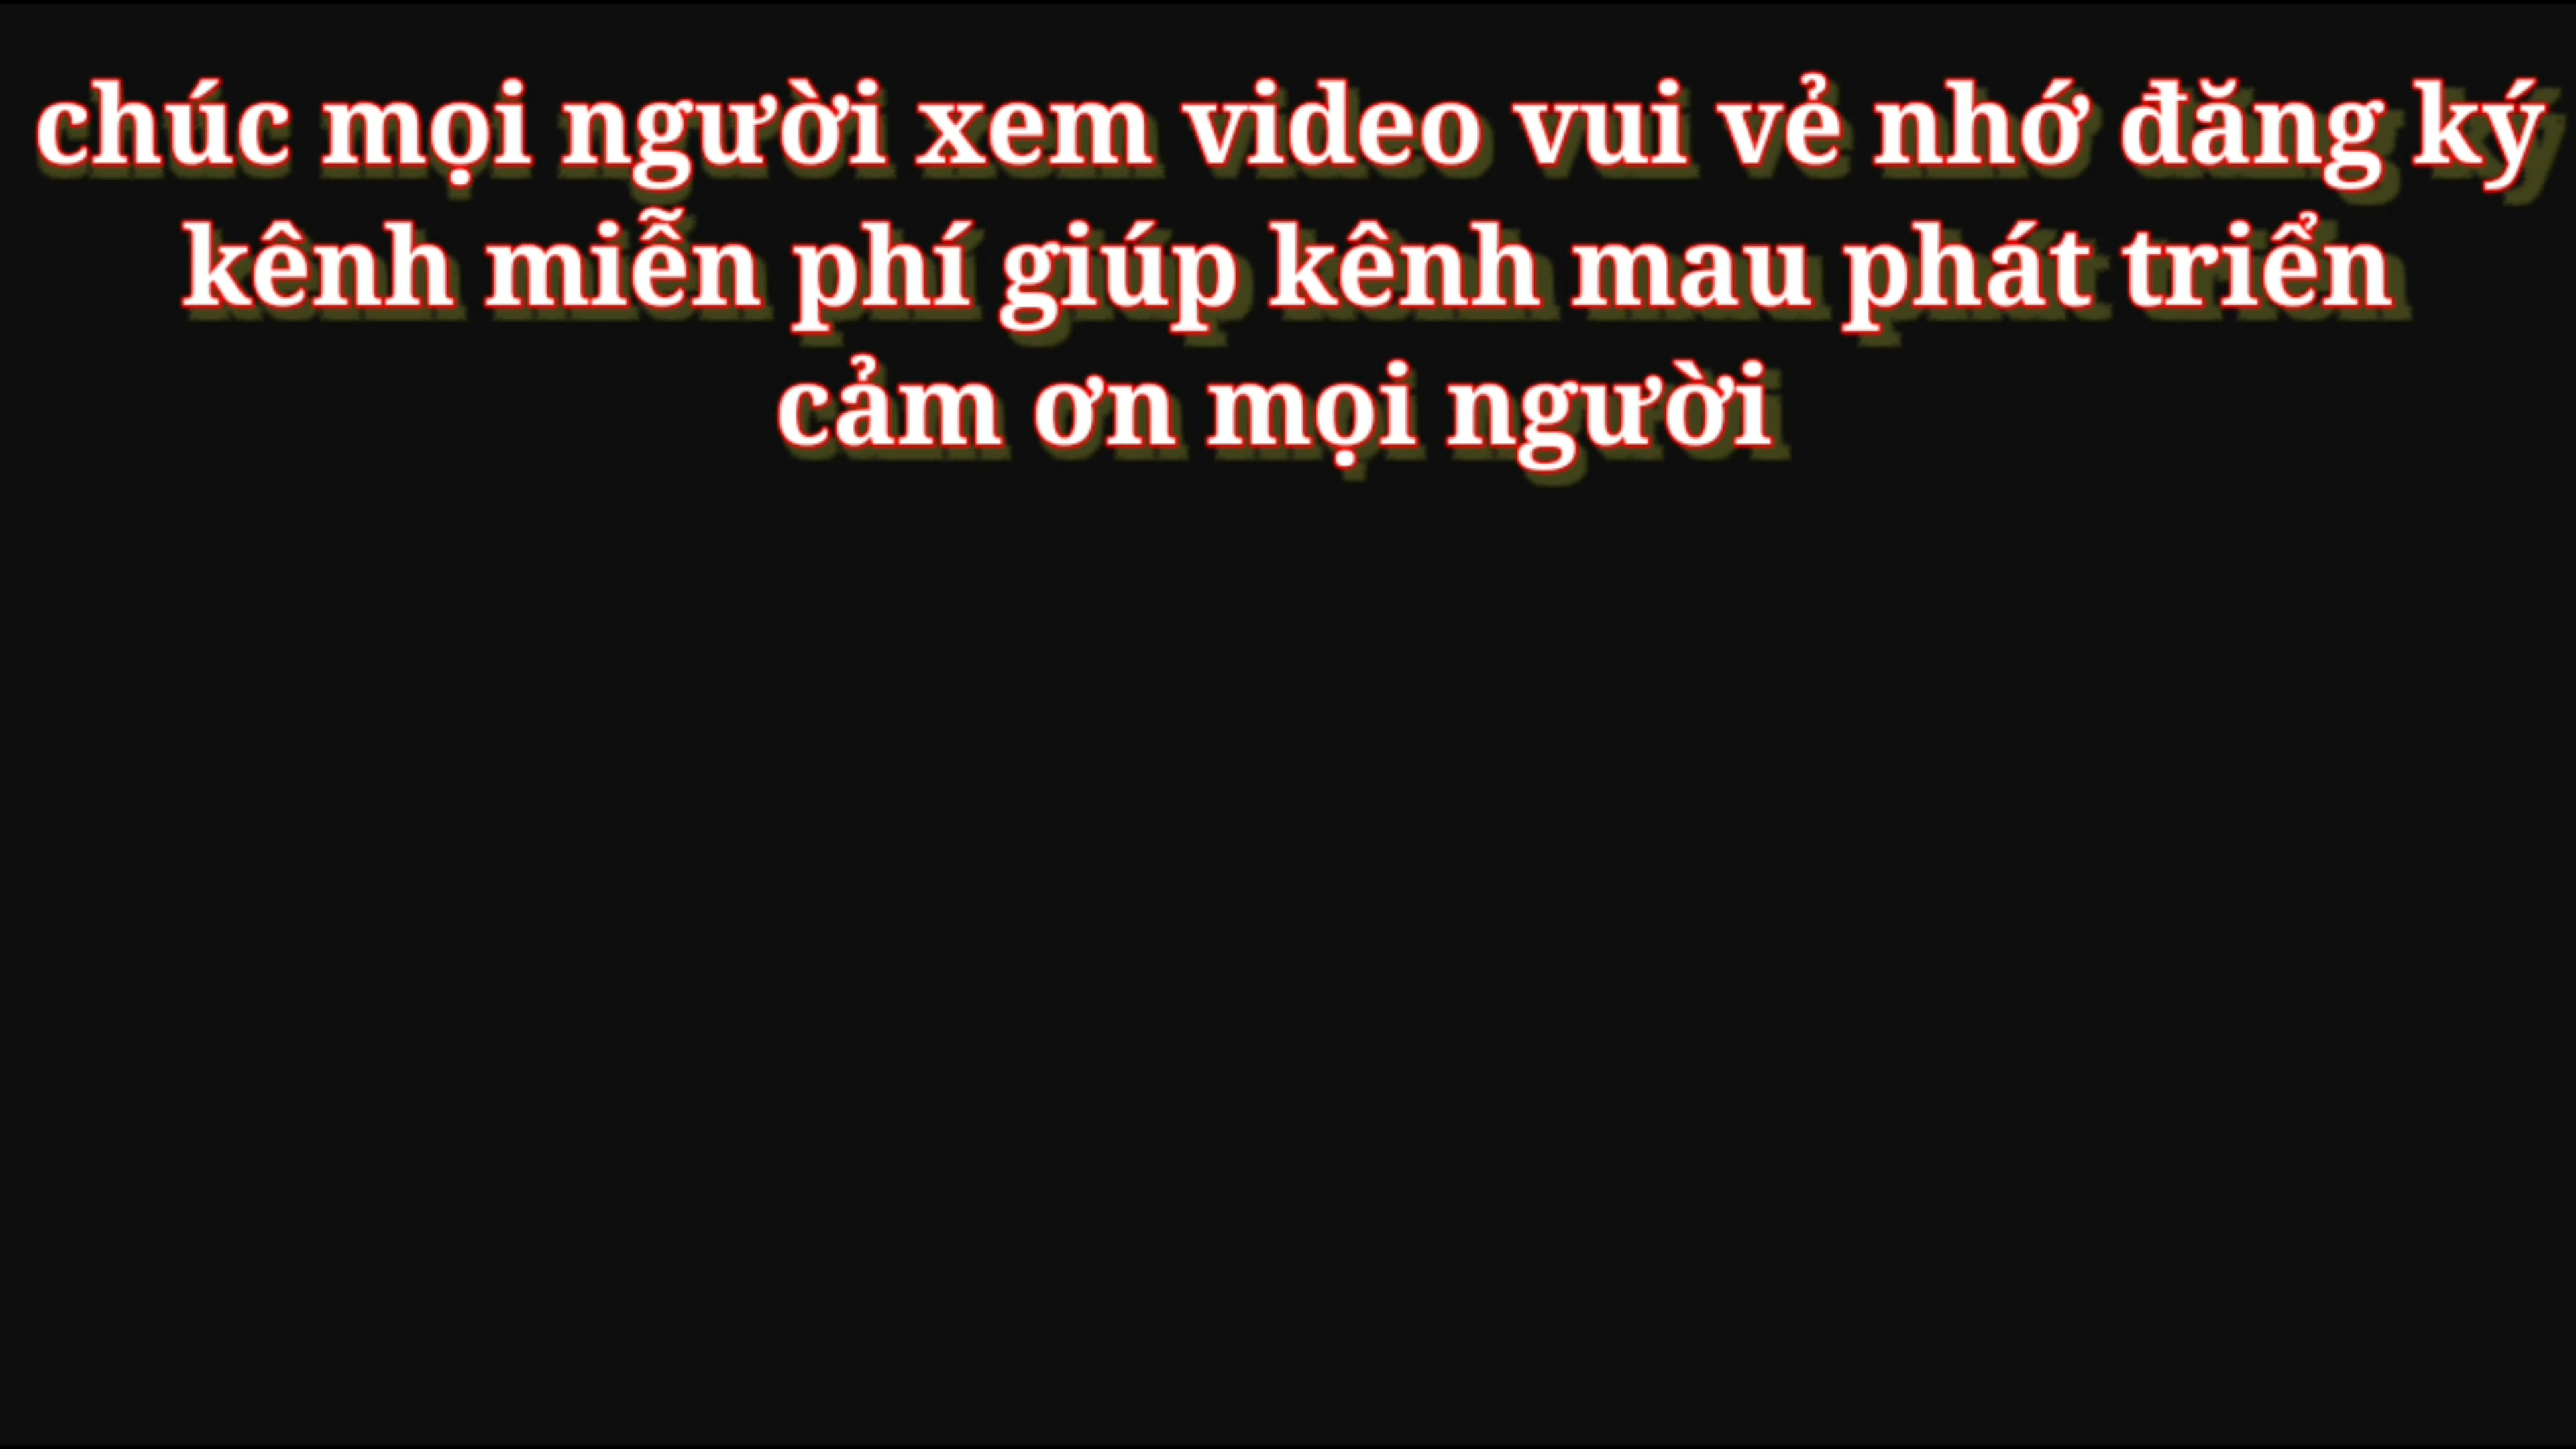 chúc mọi người xem video vui vẻ nhớ đăng ký
kênh miễn phí giúp kênh mau phát triển
cảm ơn mọi người